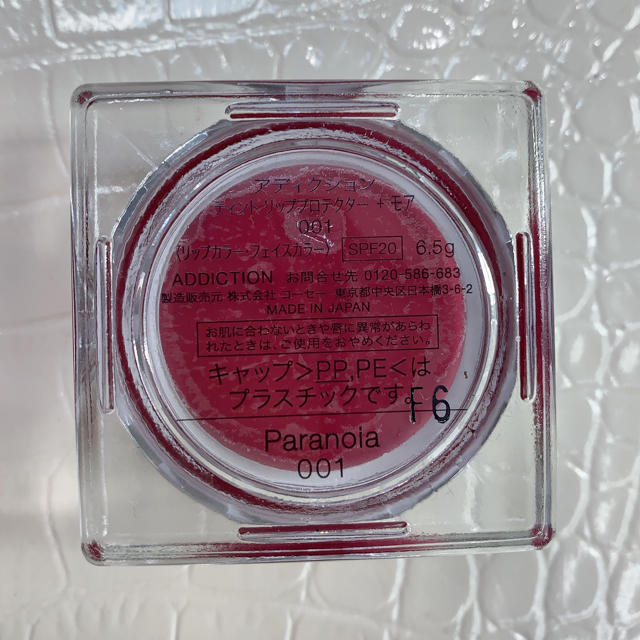 アディクション
ティントリッププロテクター + モア
001
(リップカラー・フェイスカラー) SPF20 6.5g
ADDICTION お問合せ先 0120-586-683
製造販売元 株式会社 コーセー 東京都中央区日本橋3-6-2
MADE IN JAPAN
お肌に合わないときや唇に異常があらわ
れたときは、ご使用をおやめください。
キャップ>PP,PE<は
プラスチックです。
F6
Paranoia
001